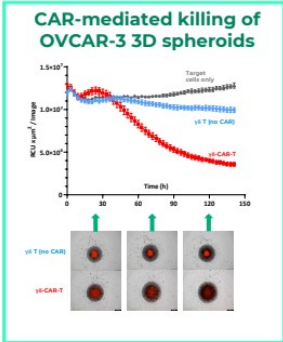 CAR-mediated killing of
OVCAR-3 3D spheroids
1.5×10⁷
1.0×10⁷
5.0×10⁶
0
RCU x µm² / Image
Target
cells only
γδ T (no CAR)
γδ-CAR-T
Time (h)
0 30 60 90 120 150
γδ T (no CAR)
γδ-CAR-T